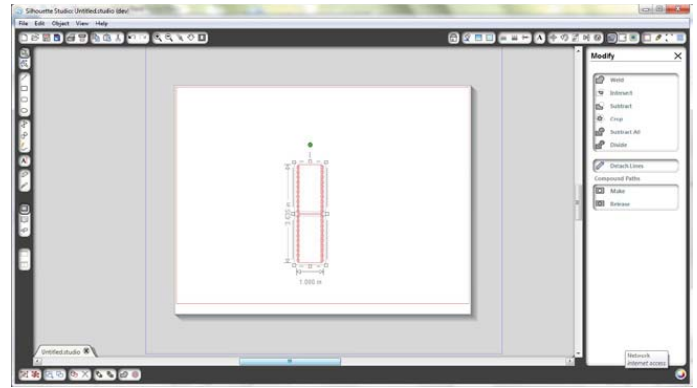 Silhouette Studio: Untitled.studio (dev)
File Edit Object View Help
Modify
Weld
Intersect
Subtract
Crop
Subtract All
Divide
Detach Lines
Compound Paths
Make
Release
1.000 in
Untitled.studio
Network
Internet access